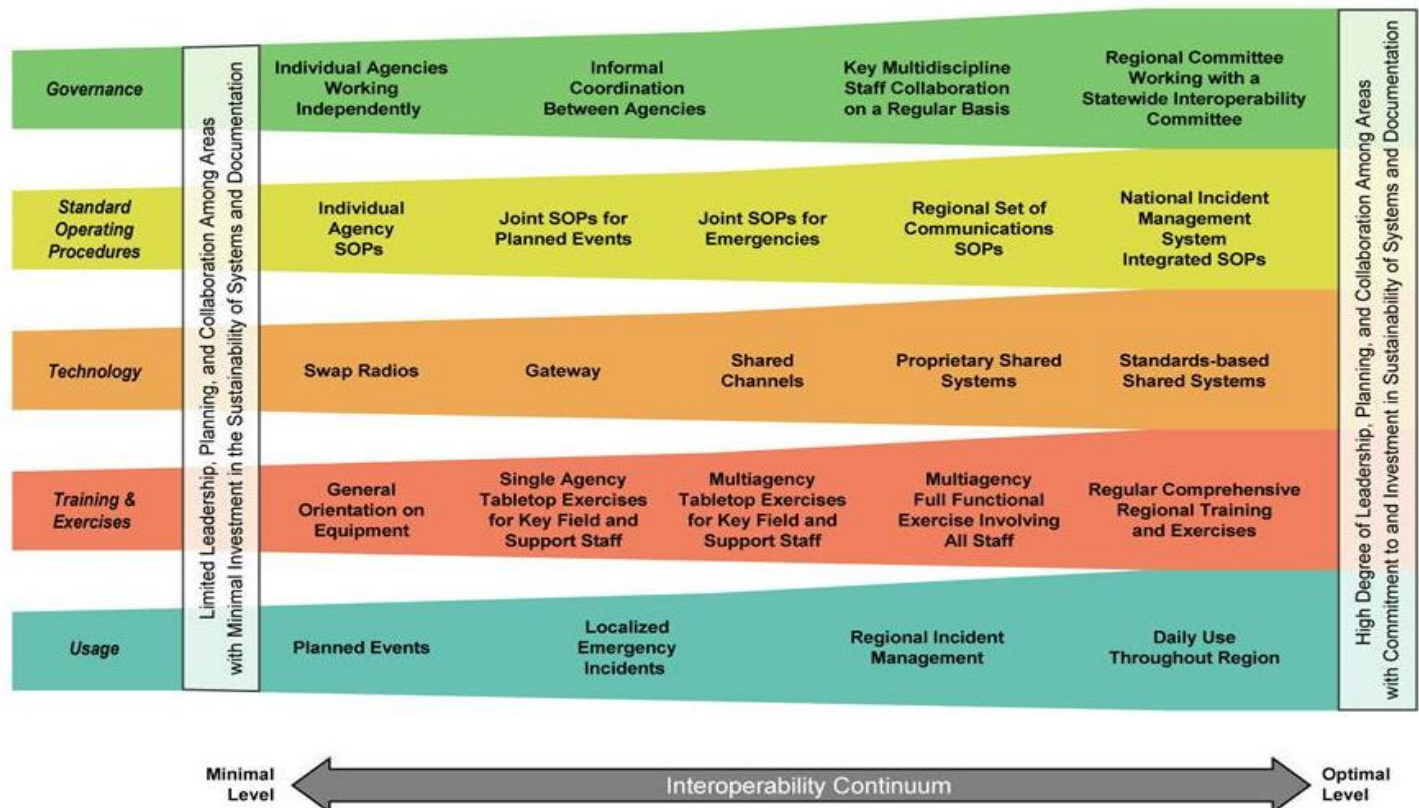 Governance
Limited Leadership, Planning, and Collaboration Among Areas
with Minimal Investment in the Sustainability of Systems and Documentation
Individual Agencies
Working
Independently
Informal
Coordination
Between Agencies
Key Multidiscipline
Staff Collaboration
on a Regular Basis
Regional Committee
Working with a
Statewide Interoperability
Committee
High Degree of Leadership, Planning, and Collaboration Among Areas
with Commitment to and Investment in Sustainability of Systems and Documentation
Standard
Operating
Procedures
Individual
Agency
SOPs
Joint SOPs for
Planned Events
Joint SOPs for
Emergencies
Regional Set of
Communications
SOPs
National Incident
Management
System
Integrated SOPs
Technology
Swap Radios
Gateway
Shared
Channels
Proprietary Shared
Systems
Standards-based
Shared Systems
Training &
Exercises
General
Orientation on
Equipment
Single Agency
Tabletop Exercises
for Key Field and
Support Staff
Multiagency
Tabletop Exercises
for Key Field and
Support Staff
Multiagency
Full Functional
Exercise Involving
All Staff
Regular Comprehensive
Regional Training
and Exercises
Usage
Planned Events
Localized
Emergency
Incidents
Regional Incident
Management
Daily Use
Throughout Region
Minimal
Level
Interoperability Continuum
Optimal
Level